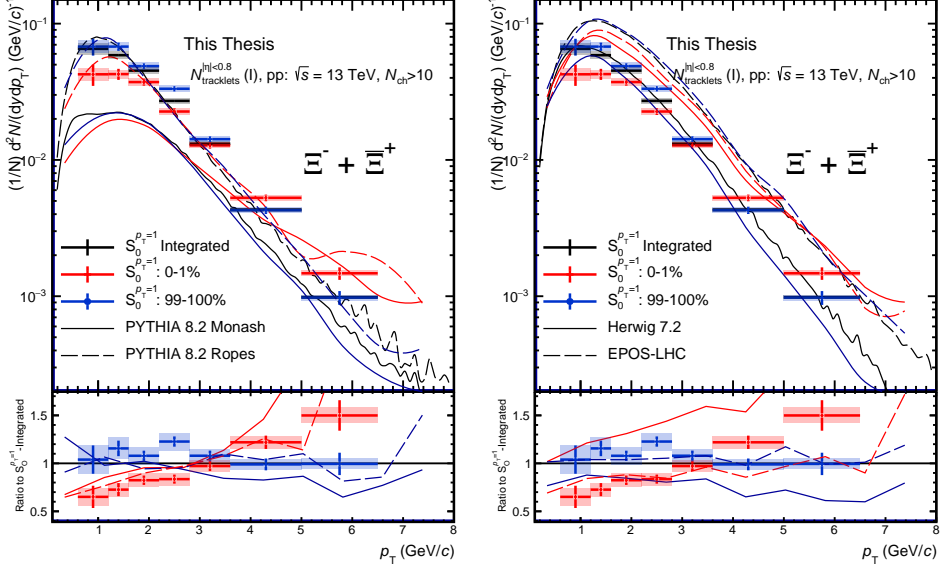 (1/N) d²N/(dydp_T) (GeV/c)⁻¹
10⁻¹
10⁻²
10⁻³
This Thesis
N_tracklets^|η|<0.8 (I), pp: √s = 13 TeV, N_ch>10
Ξ⁻ + Ξ̅⁺
S₀^{p_T=1} Integrated
S₀^{p_T=1}: 0-1%
S₀^{p_T=1}: 99-100%
PYTHIA 8.2 Monash
PYTHIA 8.2 Ropes
Ratio to S₀^{p_T=1}-Integrated
1.5
1
0.5
1 2 3 4 5 6 7 8
p_T (GeV/c)
(1/N) d²N/(dydp_T) (GeV/c)⁻¹
10⁻¹
10⁻²
10⁻³
This Thesis
N_tracklets^|η|<0.8 (I), pp: √s = 13 TeV, N_ch>10
Ξ⁻ + Ξ̅⁺
S₀^{p_T=1} Integrated
S₀^{p_T=1}: 0-1%
S₀^{p_T=1}: 99-100%
Herwig 7.2
EPOS-LHC
Ratio to S₀^{p_T=1}-Integrated
1.5
1
0.5
1 2 3 4 5 6 7 8
p_T (GeV/c)